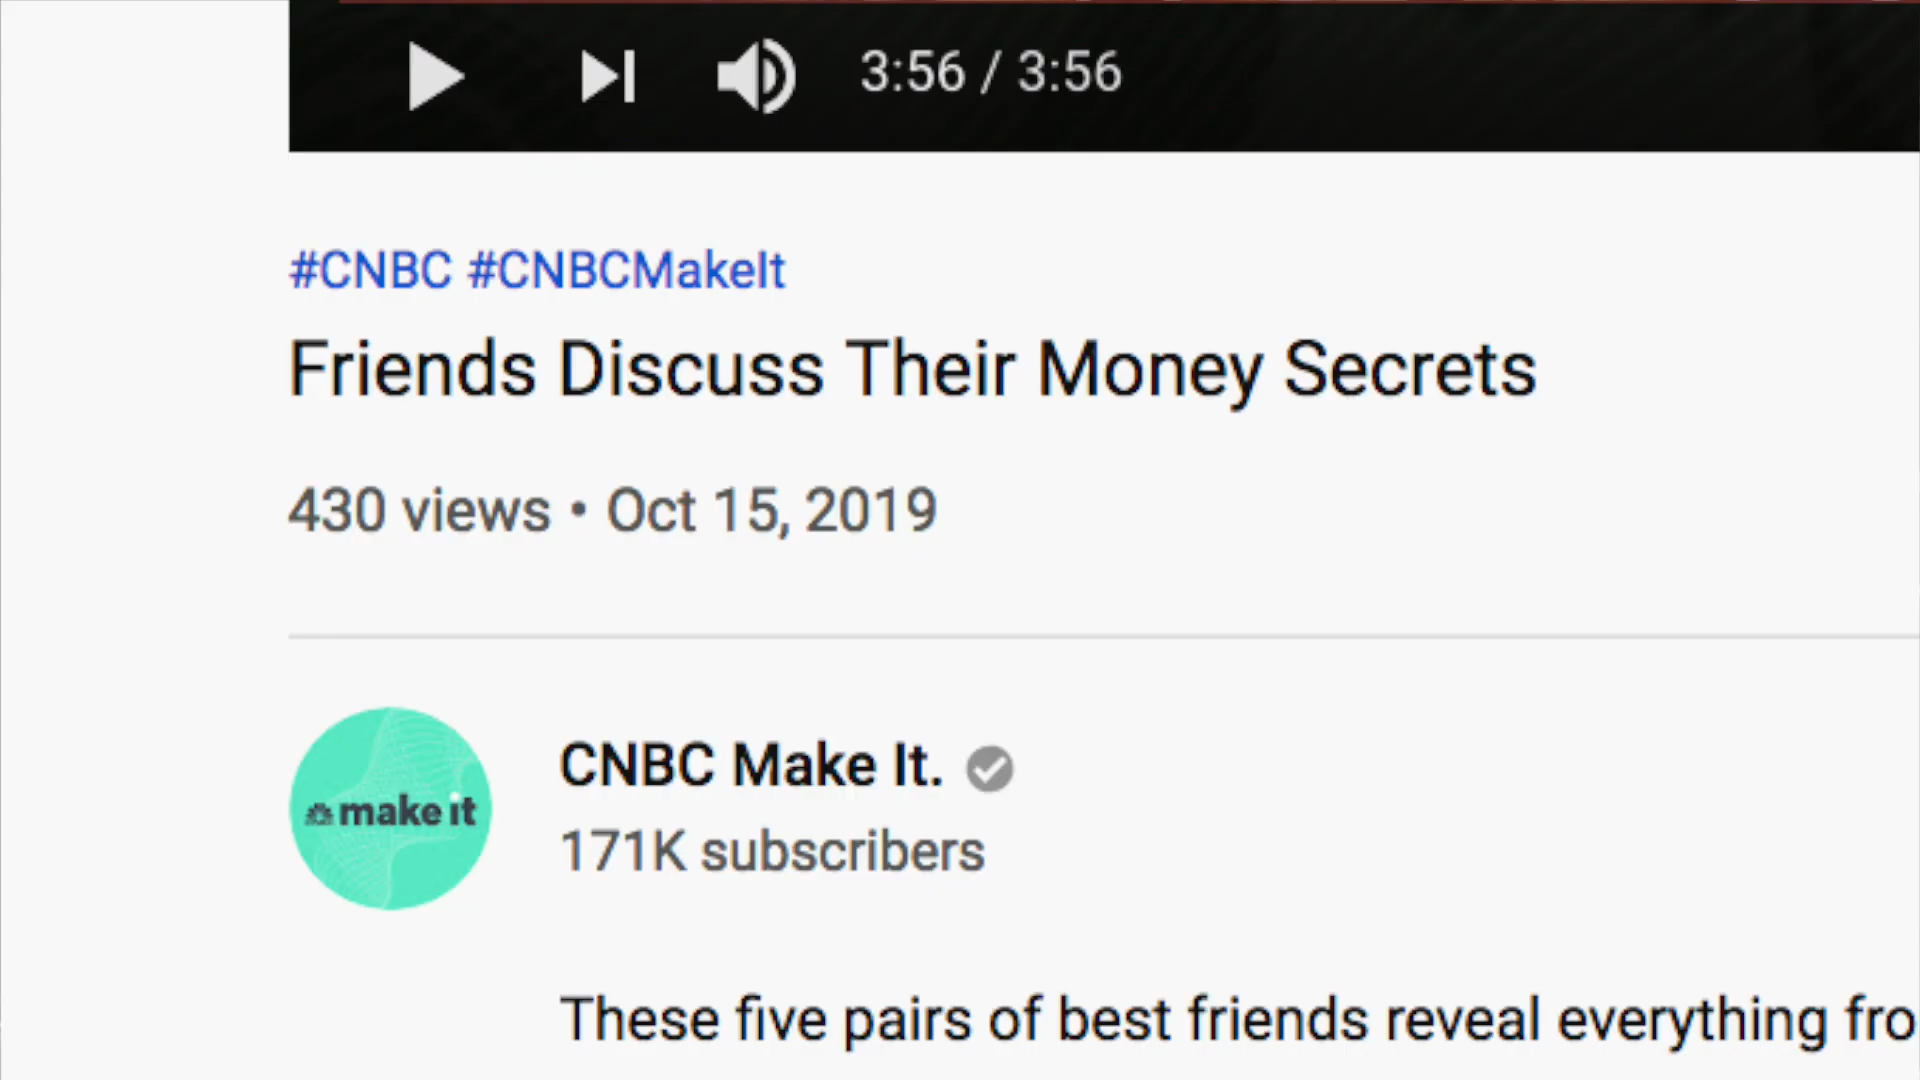 3:56 / 3:56
#CNBC #CNBCMakeIt
Friends Discuss Their Money Secrets
430 views • Oct 15, 2019
make it
CNBC Make It.
171K subscribers
These five pairs of best friends reveal everything fro